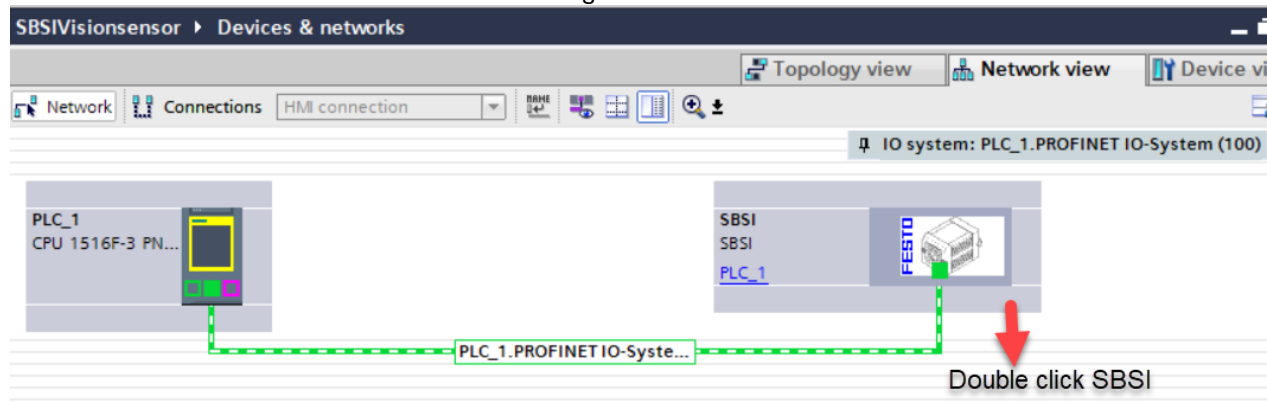 SBSIVisionsensor ▸ Devices & networks
Topology view Network view Device vi
Network Connections HMI connection
IO system: PLC_1.PROFINET IO-System (100)
PLC_1
CPU 1516F-3 PN...
SBSI
SBSI
PLC_1
FESTO
PLC_1.PROFINET IO-Syste...
Double click SBSI